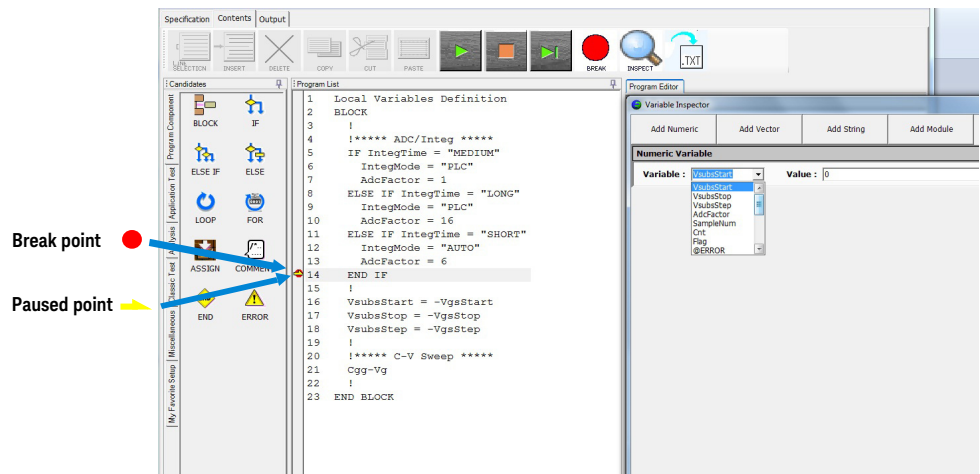 Specification Contents Output
LINE SELECTION INSERT DELETE COPY CUT PASTE BREAK INSPECT .TXT
Candidates
Program List
Program Editor
Program Component
Application Test
Analysis
Classic Test
Miscellaneous
My Favorite Setup
BLOCK IF
ELSE IF ELSE
LOOP FOR
ASSIGN COMMEN
END ERROR
1 Local Variables Definition
2 BLOCK
3 !
4 !***** ADC/Integ *****
5 IF IntegTime = "MEDIUM"
6 IntegMode = "PLC"
7 AdcFactor = 1
8 ELSE IF IntegTime = "LONG"
9 IntegMode = "PLC"
10 AdcFactor = 16
11 ELSE IF IntegTime = "SHORT"
12 IntegMode = "AUTO"
13 AdcFactor = 6
14 END IF
15 !
16 VsubsStart = -VgsStart
17 VsubsStop = -VgsStop
18 VsubsStep = -VgsStep
19 !
20 !***** C-V Sweep *****
21 Cgg-Vg
22 !
23 END BLOCK
Variable Inspector
Add Numeric Add Vector Add String Add Module
Numeric Variable
Variable : VsubsStart Value : 0
VsubsStart
VsubsStop
VsubsStep
AdcFactor
SampleNum
Cnt
Flag
@ERROR
Break point
Paused point